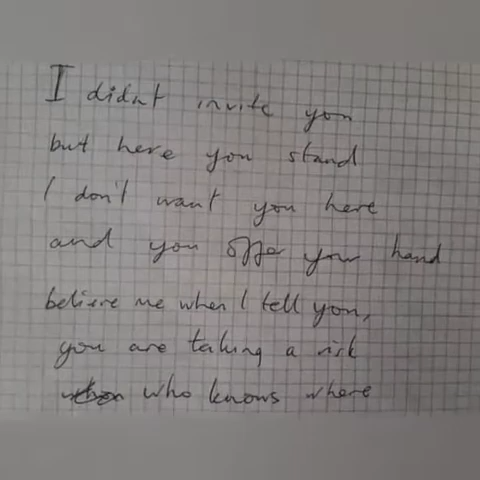 I didnt invite you
but here you stand
I don't want you here
and you offer your hand
believe me when I tell you,
you are taking a risk
who knows where